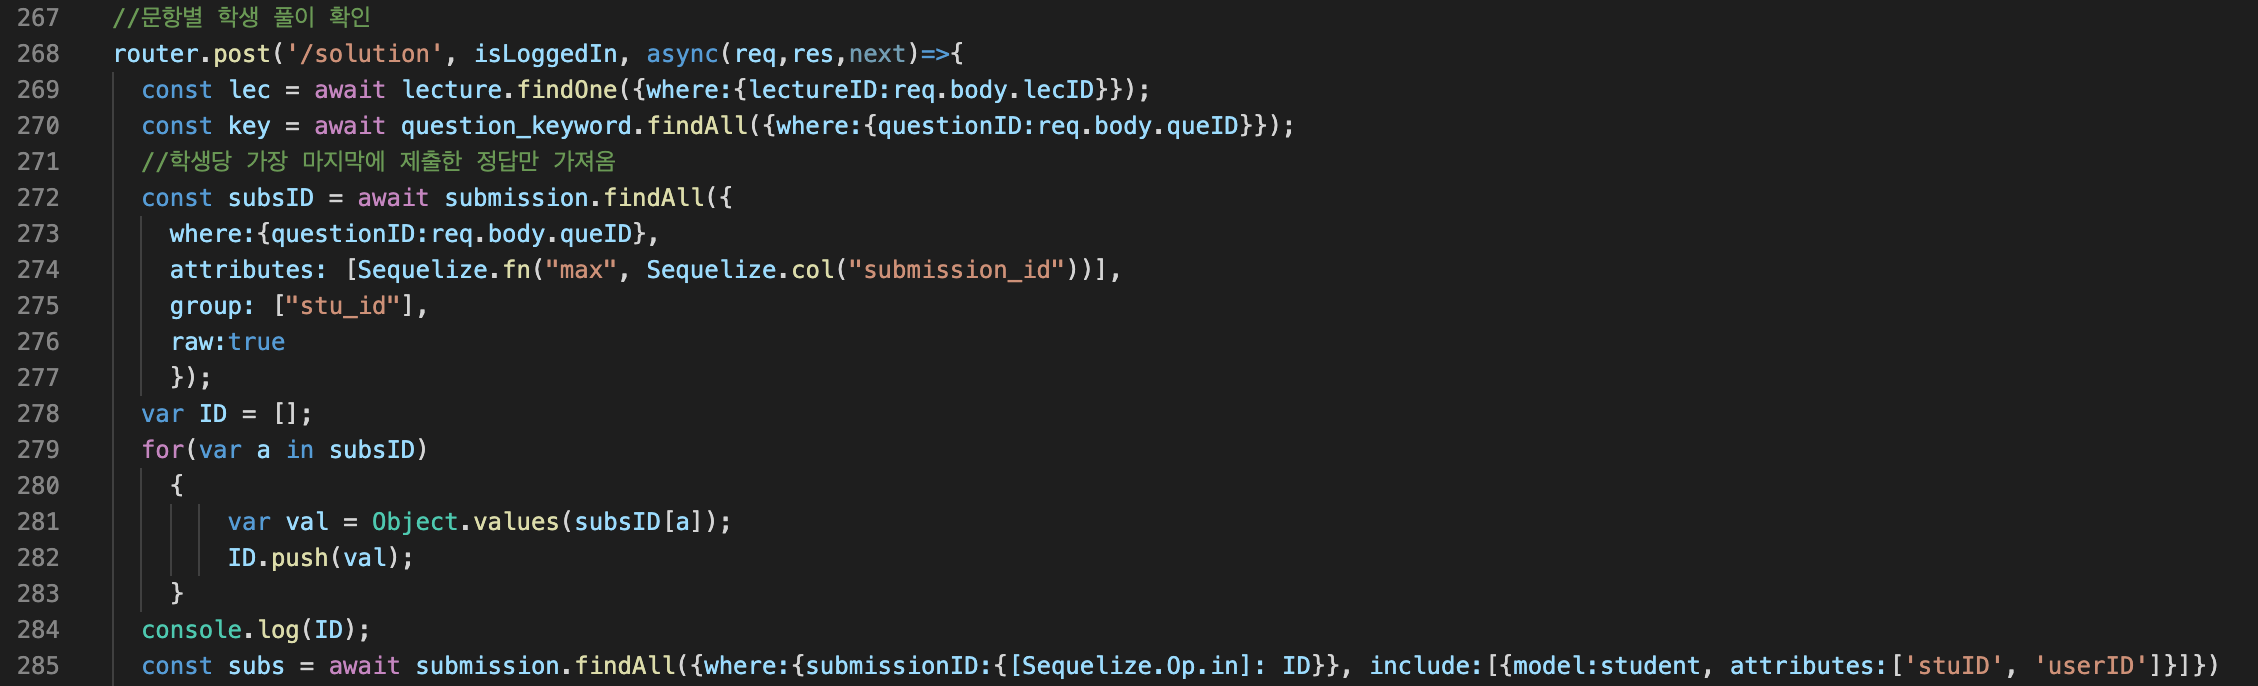 267 //문항별 학생 풀이 확인
268 router.post('/solution', isLoggedIn, async(req,res,next)=>{
269 const lec = await lecture.findOne({where:{lectureID:req.body.lecID}});
270 const key = await question_keyword.findAll({where:{questionID:req.body.queID}});
271 //학생당 가장 마지막에 제출한 정답만 가져옴
272 const subsID = await submission.findAll({
273 where:{questionID:req.body.queID},
274 attributes: [Sequelize.fn("max", Sequelize.col("submission_id"))],
275 group: ["stu_id"],
276 raw:true
277 });
278 var ID = [];
279 for(var a in subsID)
280 {
281 var val = Object.values(subsID[a]);
282 ID.push(val);
283 }
284 console.log(ID);
285 const subs = await submission.findAll({where:{submissionID:{[Sequelize.Op.in]: ID}}, include:[{model:student, attributes:['stuID', 'userID']}]})